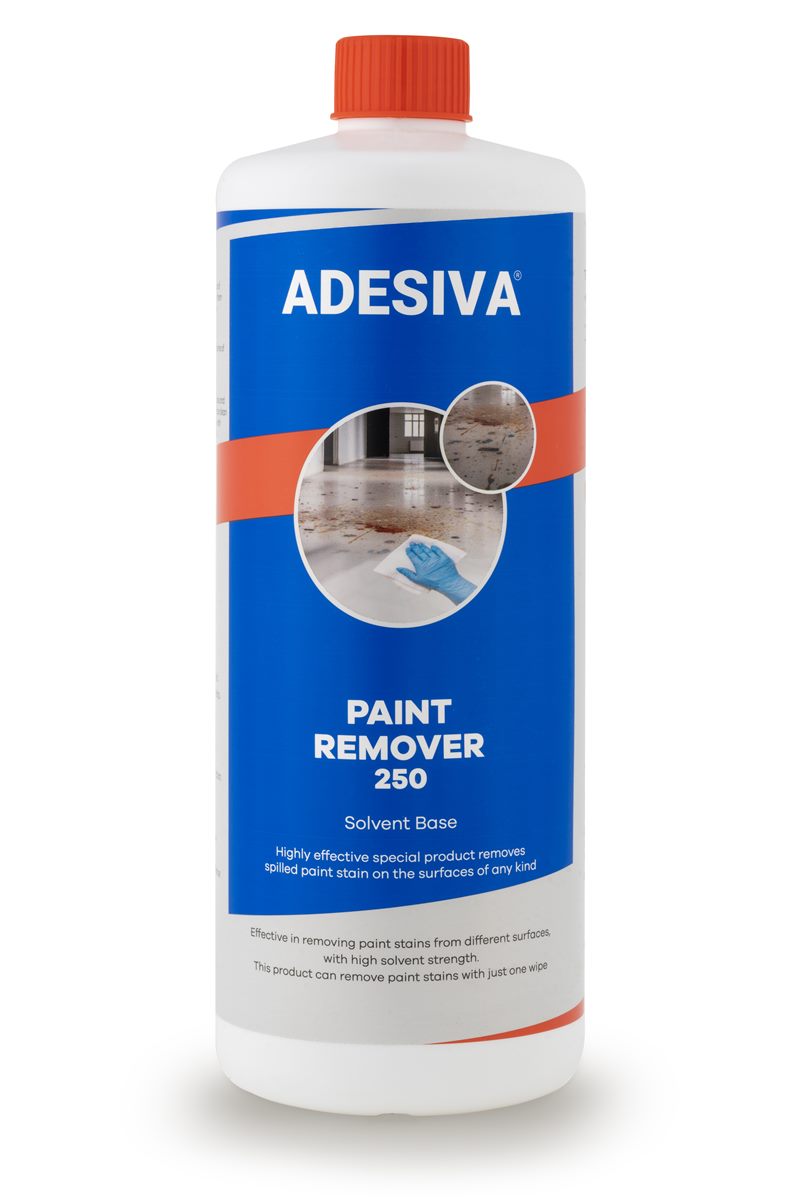 ADESIVA®
PAINT
REMOVER
250
Solvent Base
Highly effective special product removes
spilled paint stain on the surfaces of any kind
Effective in removing paint stains from different surfaces,
with high solvent strength.
This product can remove paint stains with just one wipe